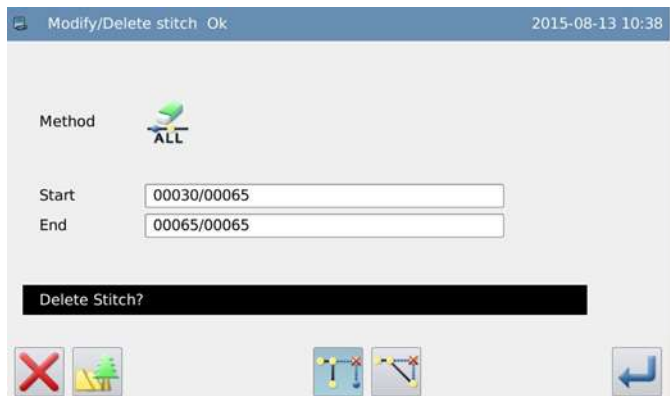 Modify/Delete stitch Ok 2015-08-13 10:38
Method
ALL
Start 00030/00065
End 00065/00065
Delete Stitch?